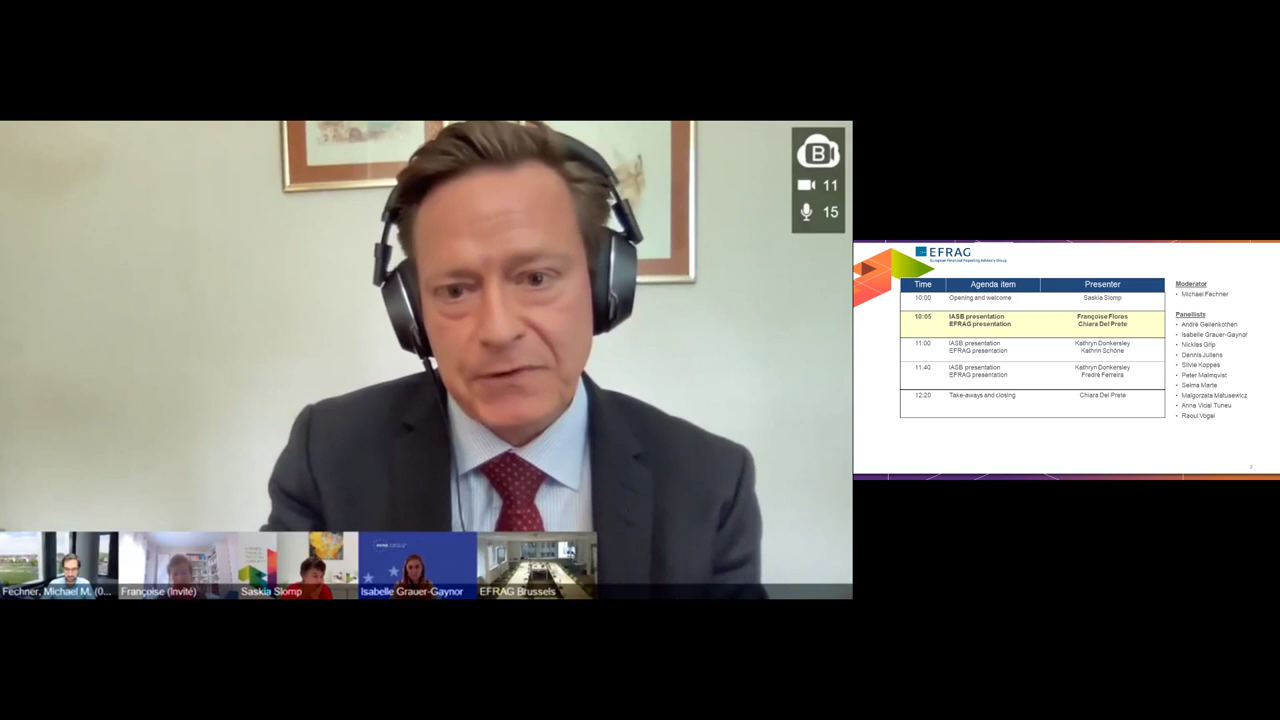 B
11
15
Fechner, Michael M. (0...
Françoise (Invité)
Saskia Slomp
Isabelle Grauer-Gaynor
EFRAG Brussels
EFRAG
European Financial Reporting Advisory Group
Time Agenda item Presenter
10:00 Opening and welcome Saskia Slomp
10:05 IASB presentation Françoise Flores
EFRAG presentation Chiara Del Prete
11:00 IASB presentation Kathryn Donkersley
EFRAG presentation Kathrin Schöne
11:40 IASB presentation Kathryn Donkersley
EFRAG presentation Fredré Ferreira
12:20 Take-aways and closing Chiara Del Prete
Moderator
• Michael Fechner
Panellists
• André Geilenkothen
• Isabelle Grauer-Gaynor
• Nicklas Grip
• Dennis Jullens
• Silvie Koppes
• Peter Malmqvist
• Selma Marte
• Malgorzata Matusewicz
• Anna Vidal Tuneu
• Raoul Vogel
2